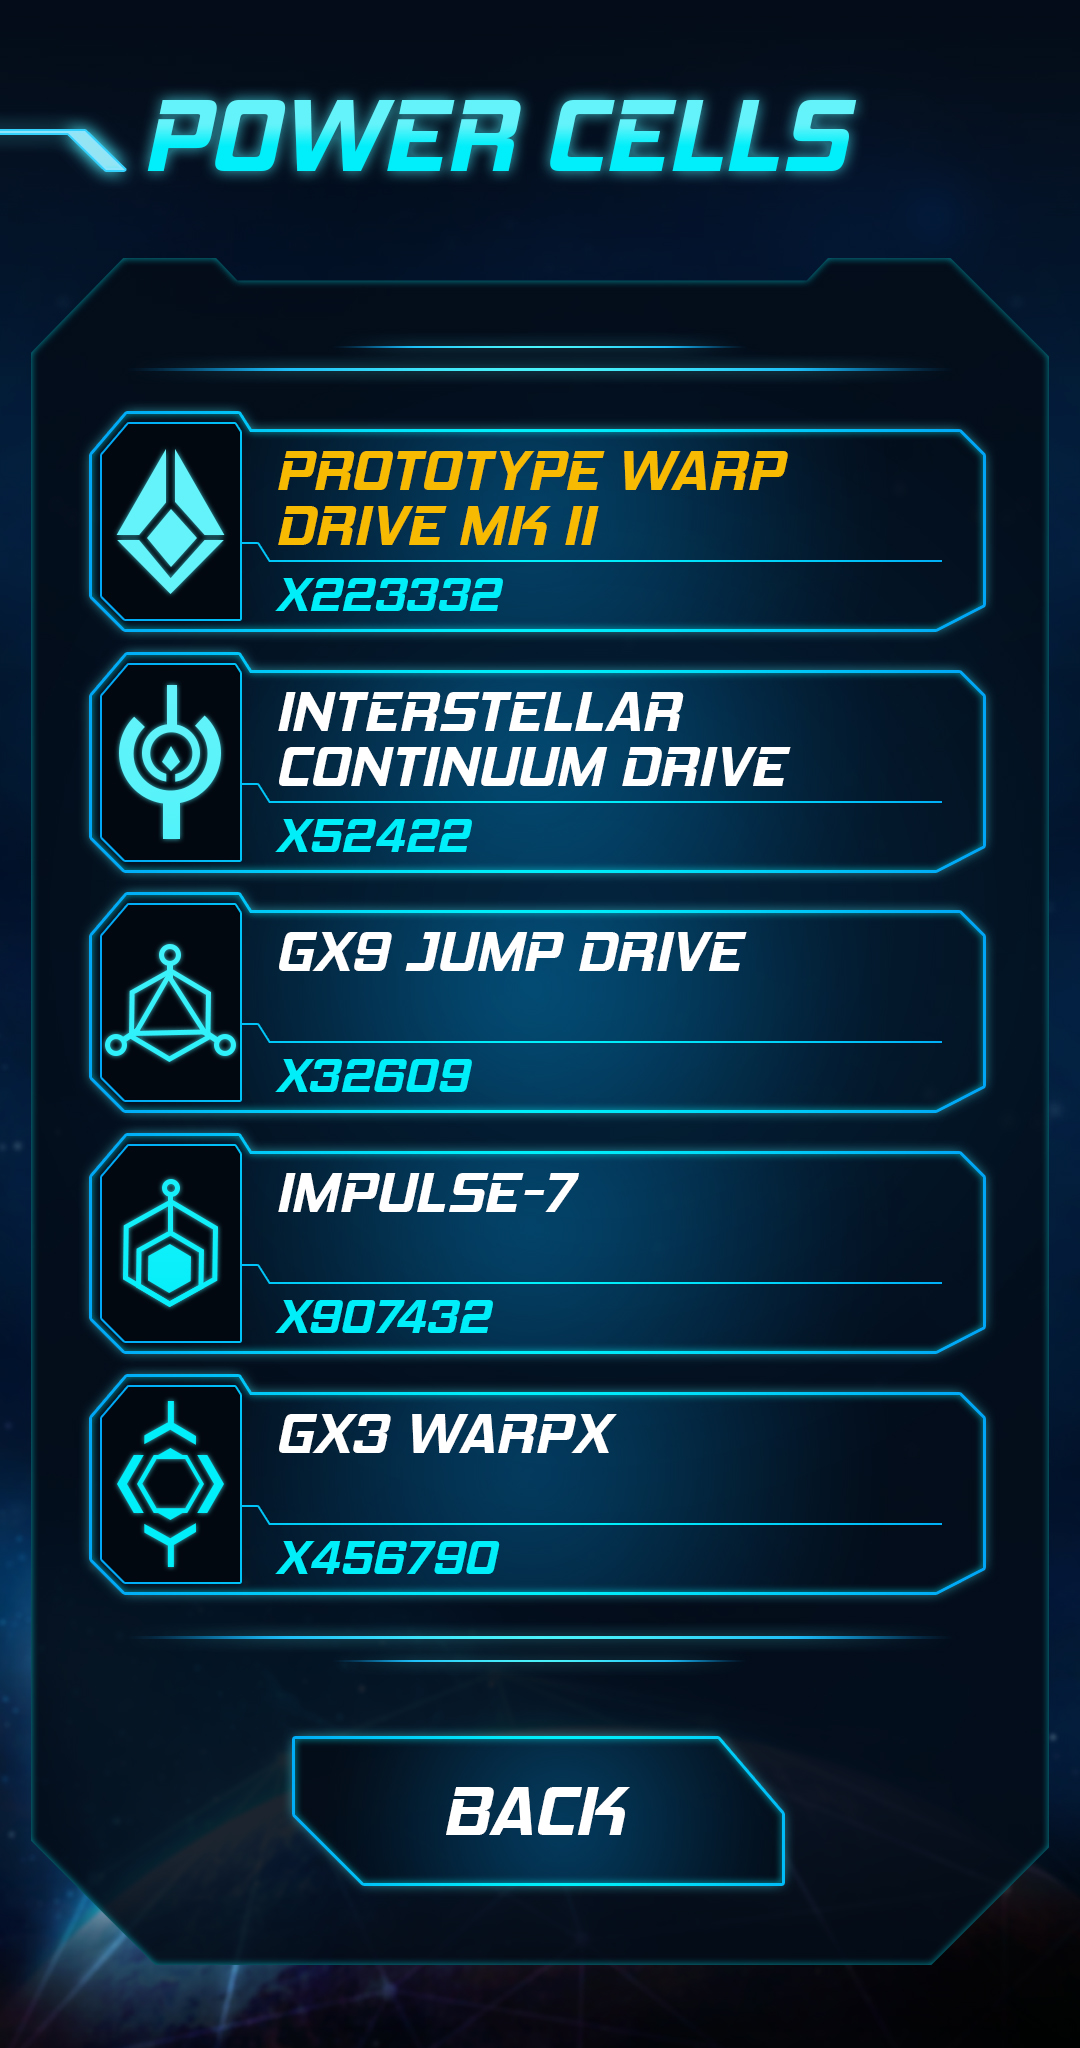 POWER CELLS
PROTOTYPE WARP
DRIVE MK II
X223332
INTERSTELLAR
CONTINUUM DRIVE
X52422
GX9 JUMP DRIVE
X32609
IMPULSE-7
X907432
GX3 WARPX
X456790
BACK